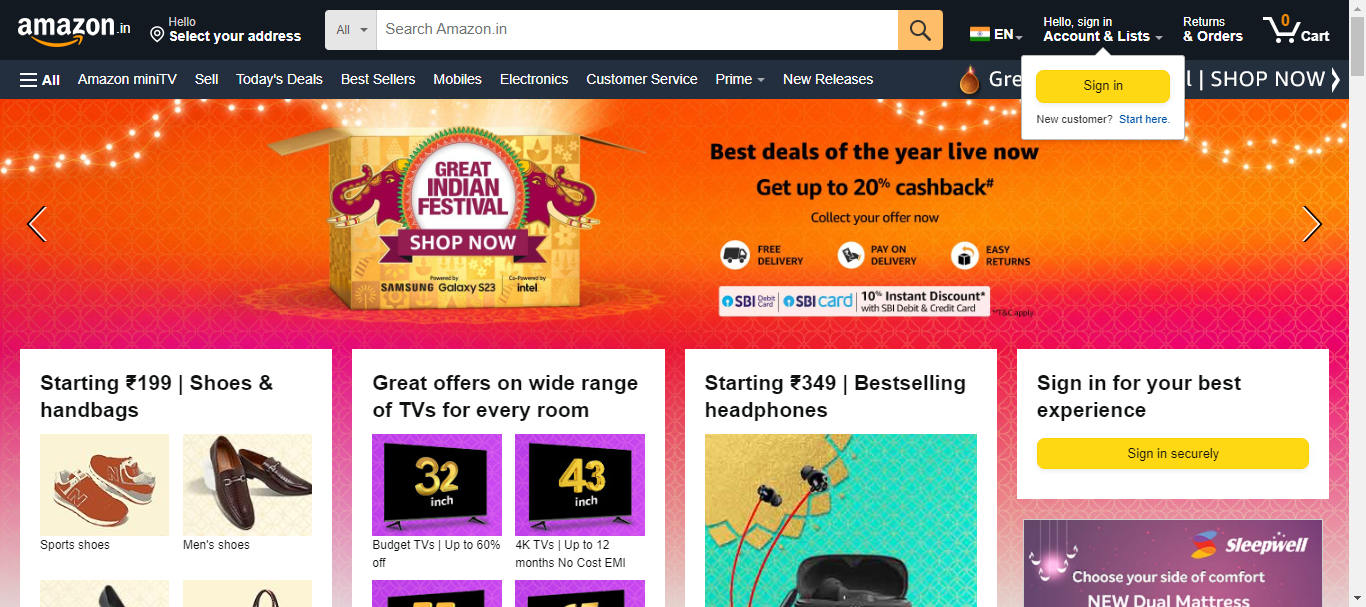 amazon.in
Hello
Select your address
All
Search Amazon.in
EN
Hello, sign in
Account & Lists
Returns
& Orders
0
Cart
All
Amazon miniTV
Sell
Today's Deals
Best Sellers
Mobiles
Electronics
Customer Service
Prime
New Releases
Gre
l | SHOP NOW
Sign in
New customer? Start here.
GREAT
INDIAN
FESTIVAL
SHOP NOW
Powered by
SAMSUNG Galaxy S23
Co-Powered by
intel.
Best deals of the year live now
Get up to 20% cashback#
Collect your offer now
FREE
DELIVERY
PAY ON
DELIVERY
EASY
RETURNS
SBI Debit Card
SBI card
10% Instant Discount*
with SBI Debit & Credit Card
*T&C apply
Starting ₹199 | Shoes &
handbags
Sports shoes
Men's shoes
Great offers on wide range
of TVs for every room
32
inch
43
inch
Budget TVs | Up to 60%
off
4K TVs | Up to 12
months No Cost EMI
Starting ₹349 | Bestselling
headphones
Sign in for your best
experience
Sign in securely
Sleepwell
Choose your side of comfort
NEW Dual Mattress